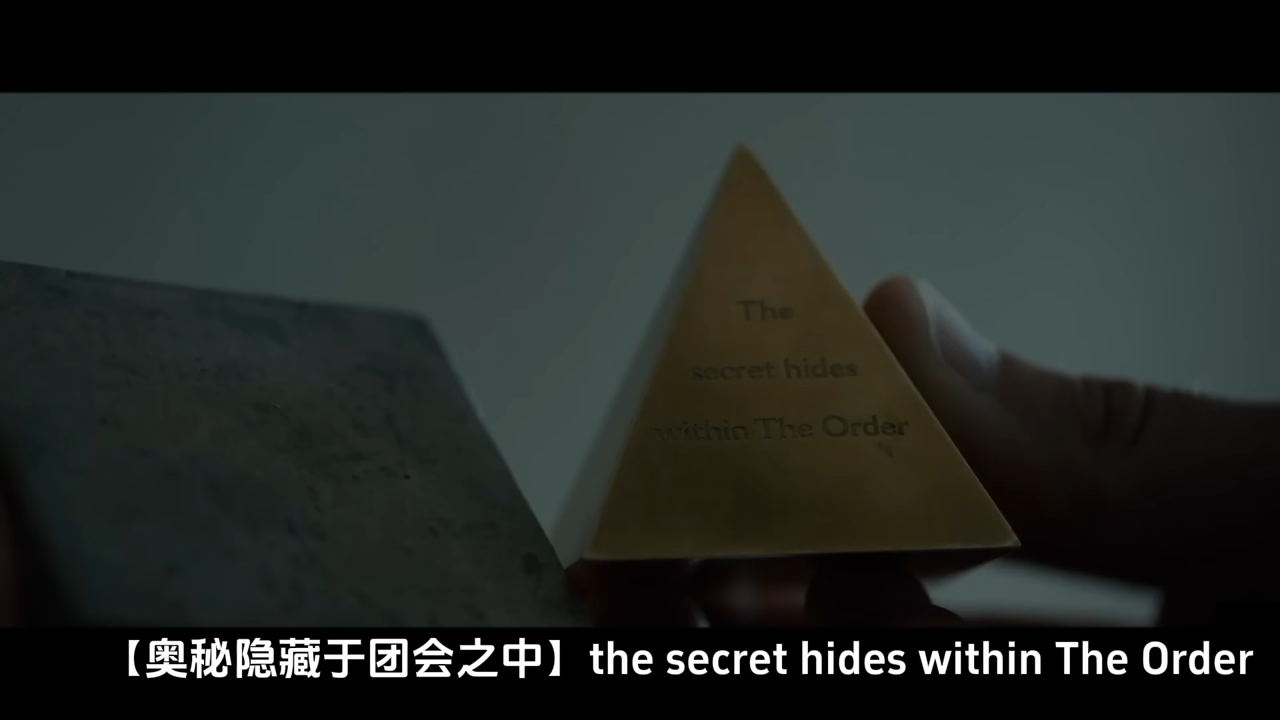 The
secret hides
within The Order
【奥秘隐藏于团会之中】the secret hides within The Order